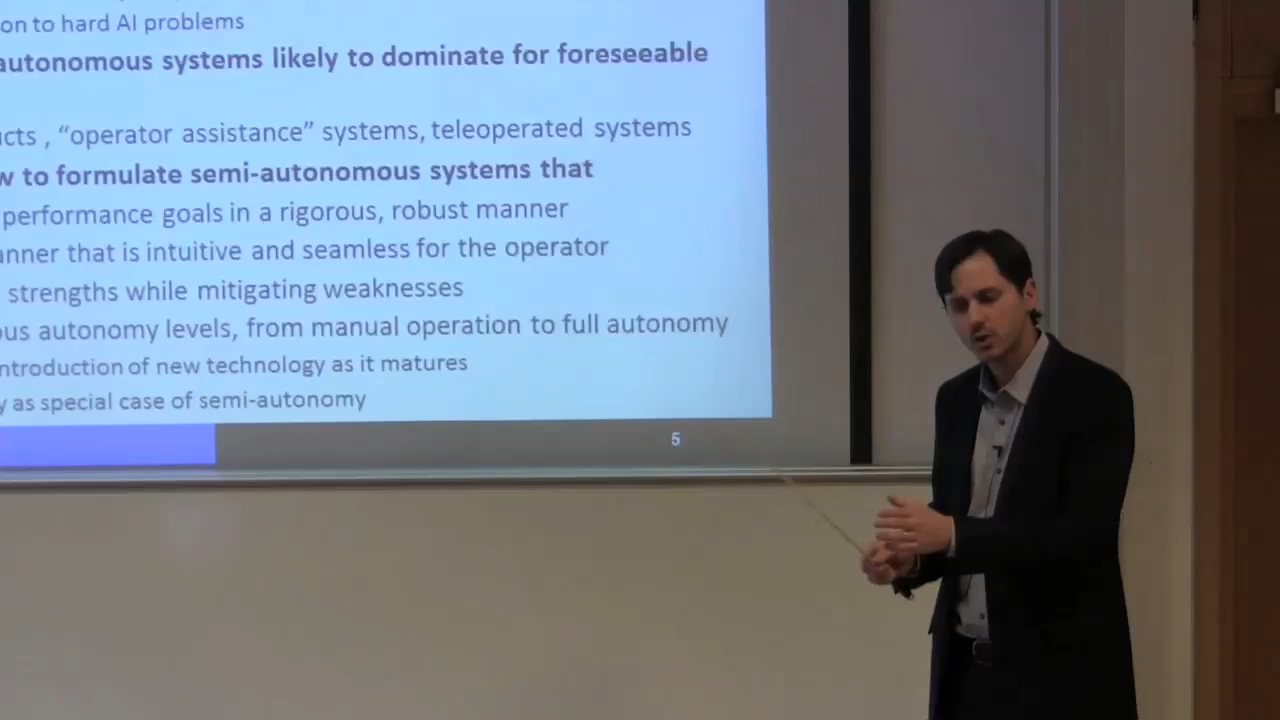 on to hard AI problems
autonomous systems likely to dominate for foreseeable
ucts , “operator assistance” systems, teleoperated systems
w to formulate semi-autonomous systems that
performance goals in a rigorous, robust manner
anner that is intuitive and seamless for the operator
strengths while mitigating weaknesses
ous autonomy levels, from manual operation to full autonomy
ntroduction of new technology as it matures
y as special case of semi-autonomy
5